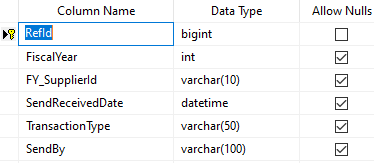 Column Name Data Type Allow Nulls
RefId bigint
FiscalYear int
FY_SupplierId varchar(10)
SendReceivedDate datetime
TransactionType varchar(50)
SendBy varchar(100)